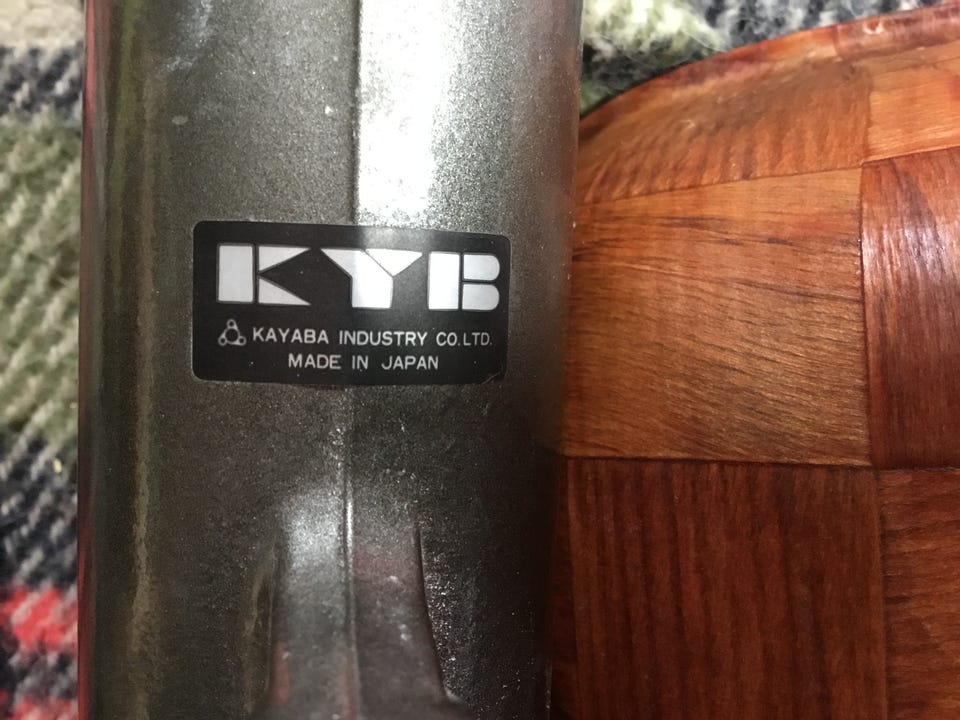 KYB
KAYABA INDUSTRY CO.LTD.
MADE IN JAPAN